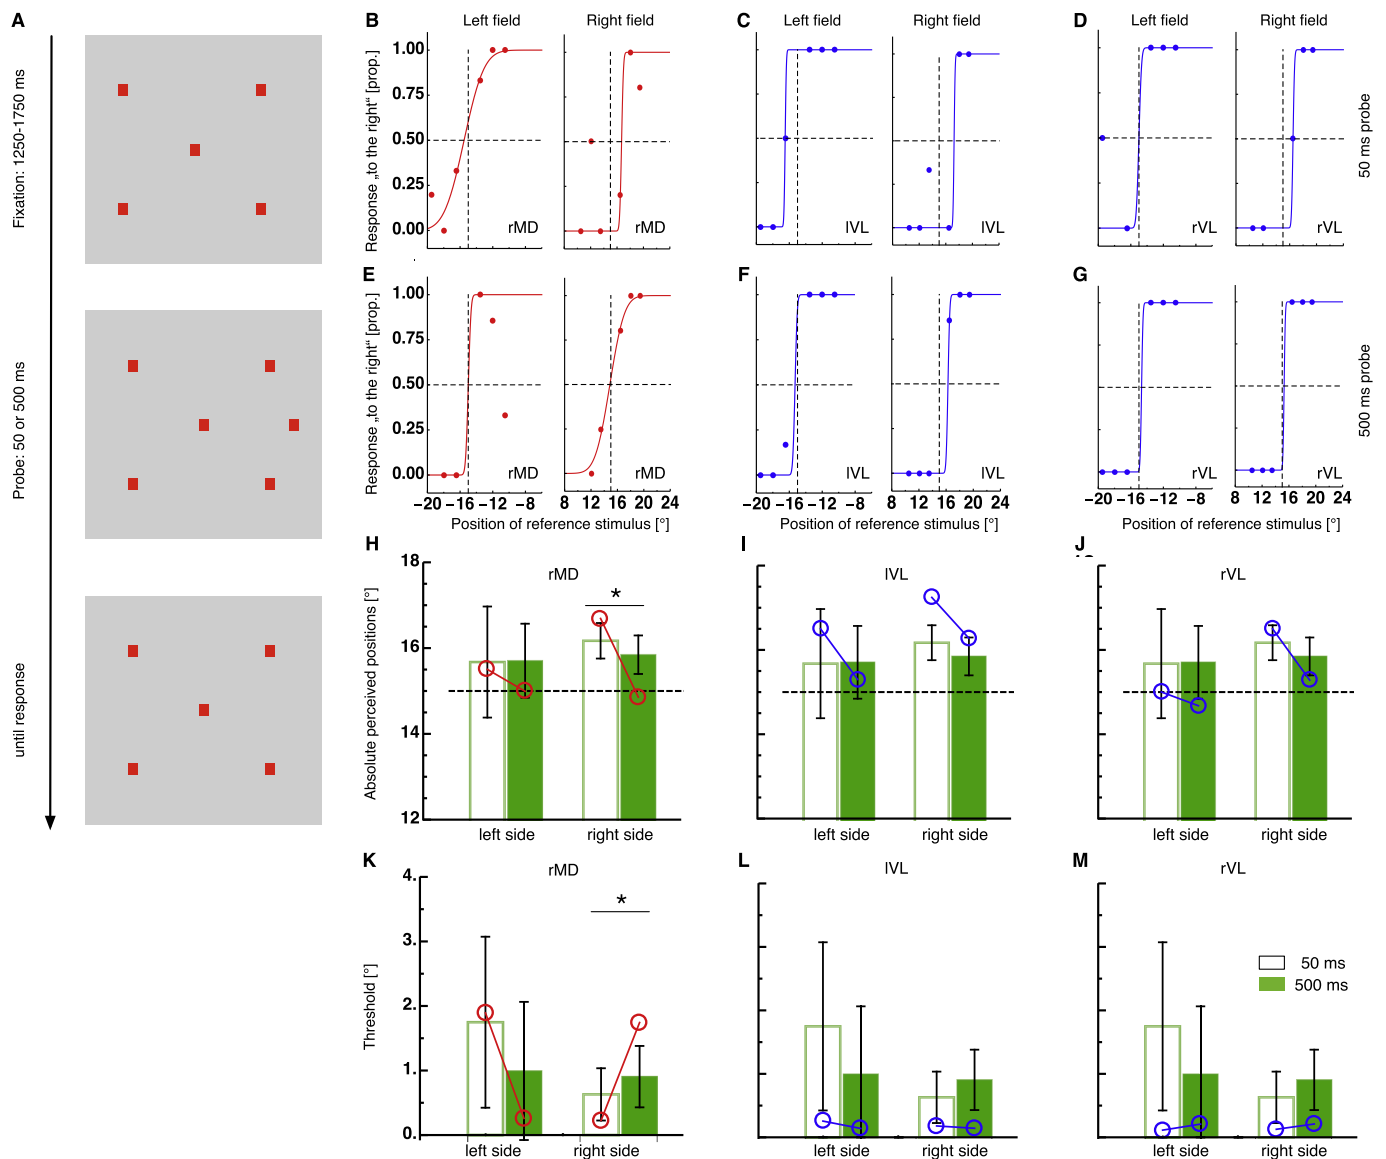 A
Fixation: 1250-1750 ms
Probe: 50 or 500 ms
until response
B
Left field
Right field
C
Left field
Right field
D
Left field
Right field
Response „to the right“ [prop.]
1.00
0.75
0.50
0.25
0.00
rMD
rMD
lVL
lVL
rVL
rVL
50 ms probe
E
F
G
Response „to the right“ [prop.]
1.00
0.75
0.50
0.25
0.00
rMD
rMD
lVL
lVL
rVL
rVL
500 ms probe
−20 −16 −12 −8
8 12 16 20 24
−20 −16 −12 −8
8 12 16 20 24
−20 −16 −12 −8
8 12 16 20 24
Position of reference stimulus [°]
Position of reference stimulus [°]
Position of reference stimulus [°]
H
rMD
I
lVL
J
rVL
Absolute perceived positions [°]
18
16
14
12
*
left side
right side
left side
right side
left side
right side
K
rMD
L
lVL
M
rVL
Threshold [°]
4.
3.
2.
1.
0.
*
50 ms
500 ms
left side
right side
left side
right side
left side
right side